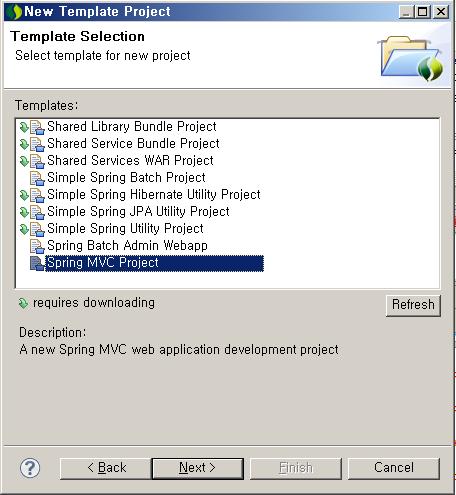 New Template Project
Template Selection
Select template for new project
Templates:
Shared Library Bundle Project
Shared Service Bundle Project
Shared Services WAR Project
Simple Spring Batch Project
Simple Spring Hibernate Utility Project
Simple Spring JPA Utility Project
Simple Spring Utility Project
Spring Batch Admin Webapp
Spring MVC Project
requires downloading
Refresh
Description:
A new Spring MVC web application development project
?
< Back
Next >
Finish
Cancel